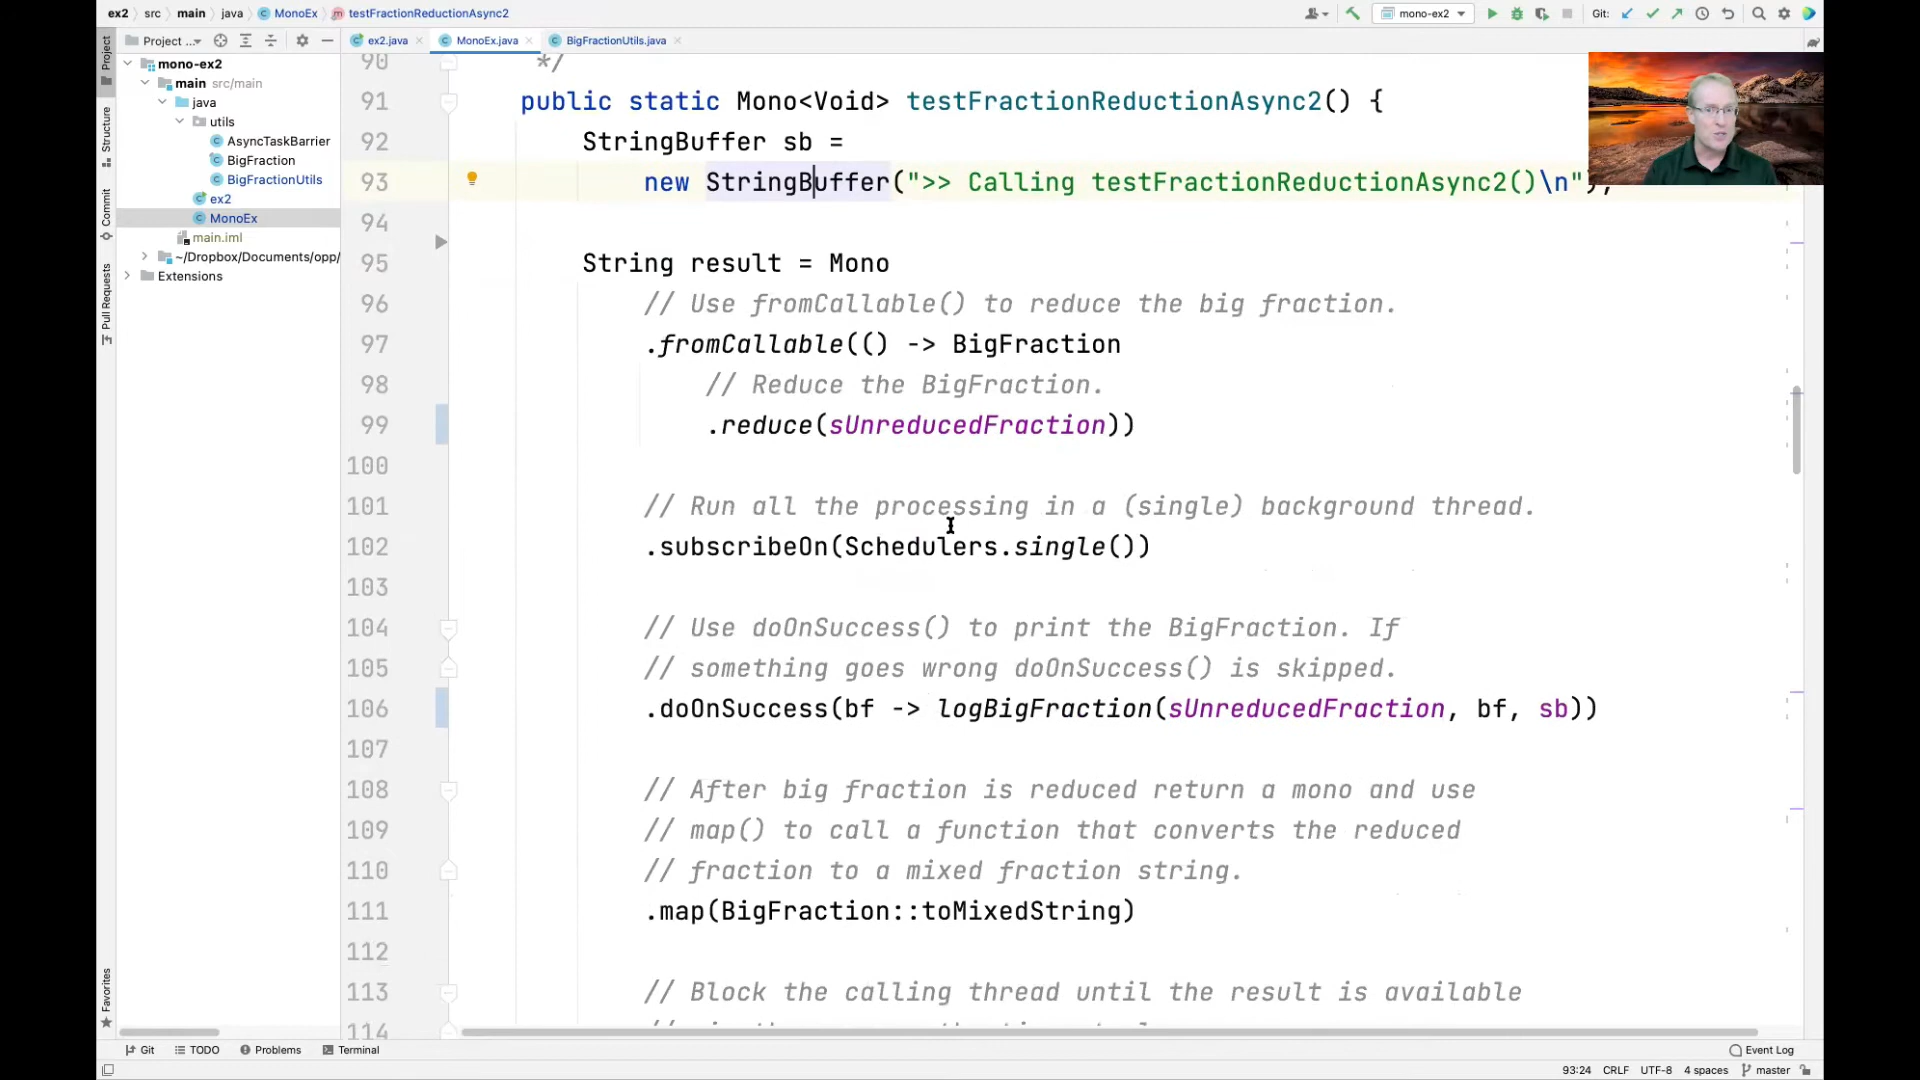 ex2 src main java MonoEx testFractionReductionAsync2 mono-ex2 Git:
Project ... ex2.java MonoEx.java BigFractionUtils.java
mono-ex2
main src/main
java
utils
AsyncTaskBarrier
BigFraction
BigFractionUtils
ex2
MonoEx
main.iml
~/Dropbox/Documents/opp/
Extensions
Project
Structure
Commit
Pull Requests
Favorites
90 */
91 public static Mono<Void> testFractionReductionAsync2() {
92 StringBuffer sb =
93 new StringBuffer(">> Calling testFractionReductionAsync2()\n");
94
95 String result = Mono
96 // Use fromCallable() to reduce the big fraction.
97 .fromCallable(() -> BigFraction
98 // Reduce the BigFraction.
99 .reduce(sUnreducedFraction))
100
101 // Run all the processing in a (single) background thread.
102 .subscribeOn(Schedulers.single())
103
104 // Use doOnSuccess() to print the BigFraction. If
105 // something goes wrong doOnSuccess() is skipped.
106 .doOnSuccess(bf -> logBigFraction(sUnreducedFraction, bf, sb))
107
108 // After big fraction is reduced return a mono and use
109 // map() to call a function that converts the reduced
110 // fraction to a mixed fraction string.
111 .map(BigFraction::toMixedString)
112
113 // Block the calling thread until the result is available
114
Git TODO Problems Terminal Event Log
93:24 CRLF UTF-8 4 spaces master